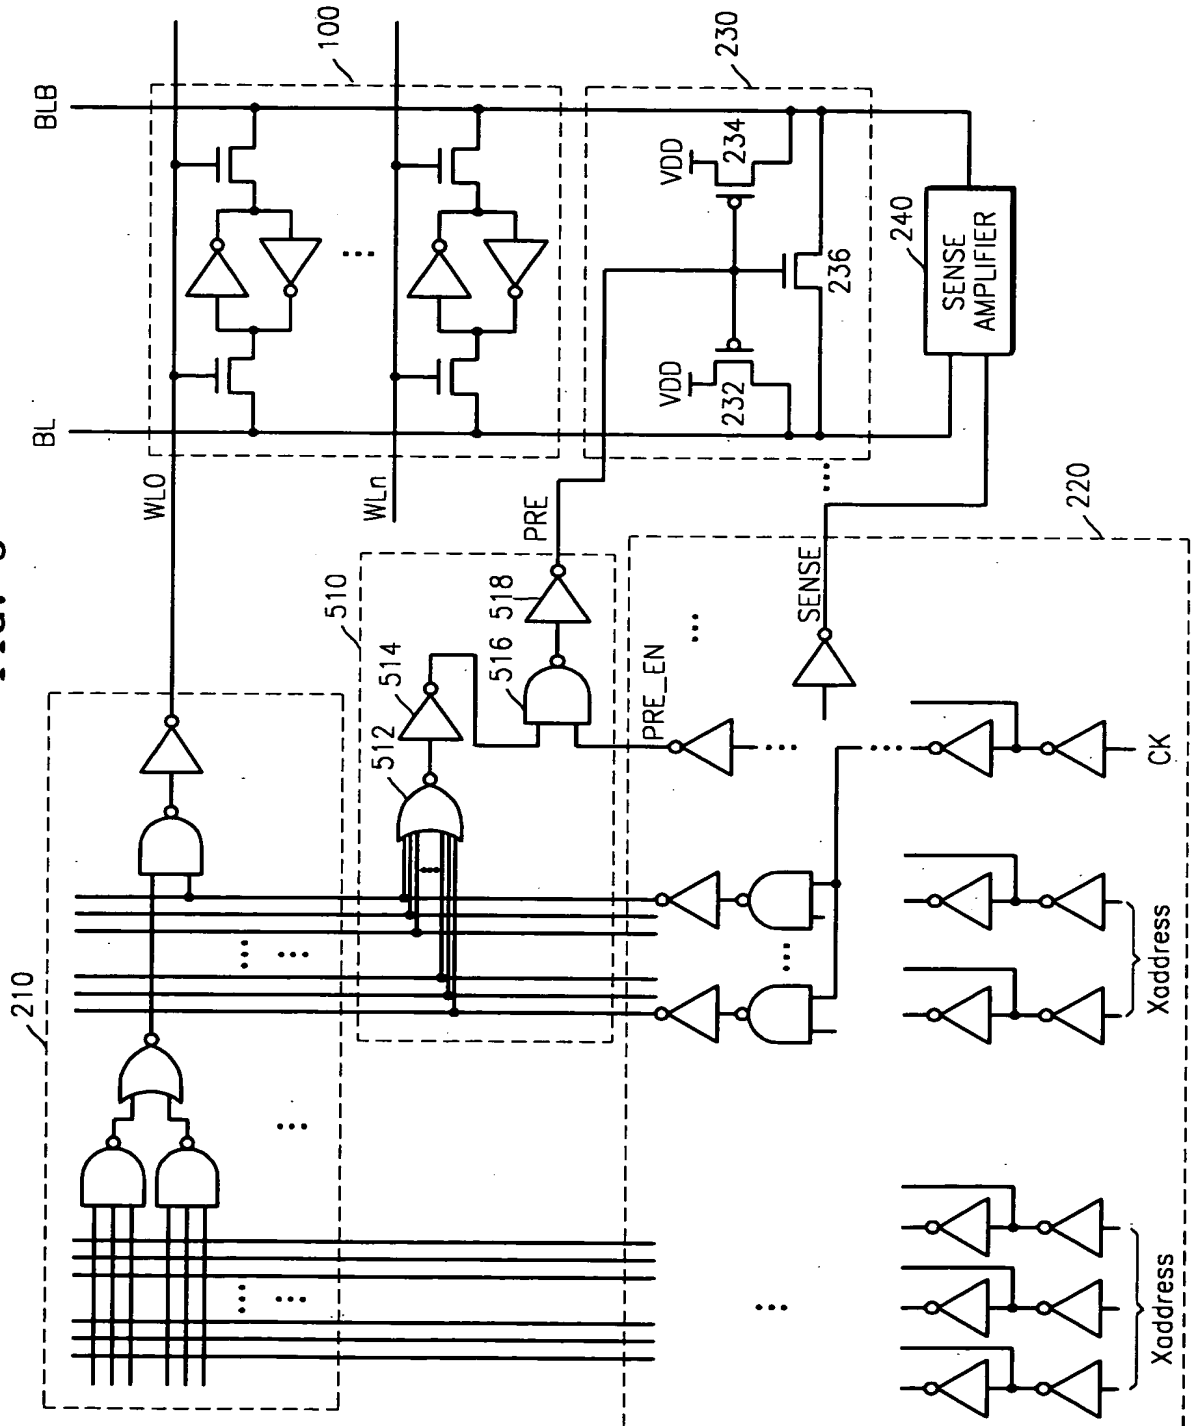 BL
BLB
100
WL0
WLn
230
VDD
234
VDD
232
236
240
SENSE
AMPLIFIER
PRE
510
514
512
516
518
210
PRE_EN
SENSE
220
CK
Xaddress
Xaddress